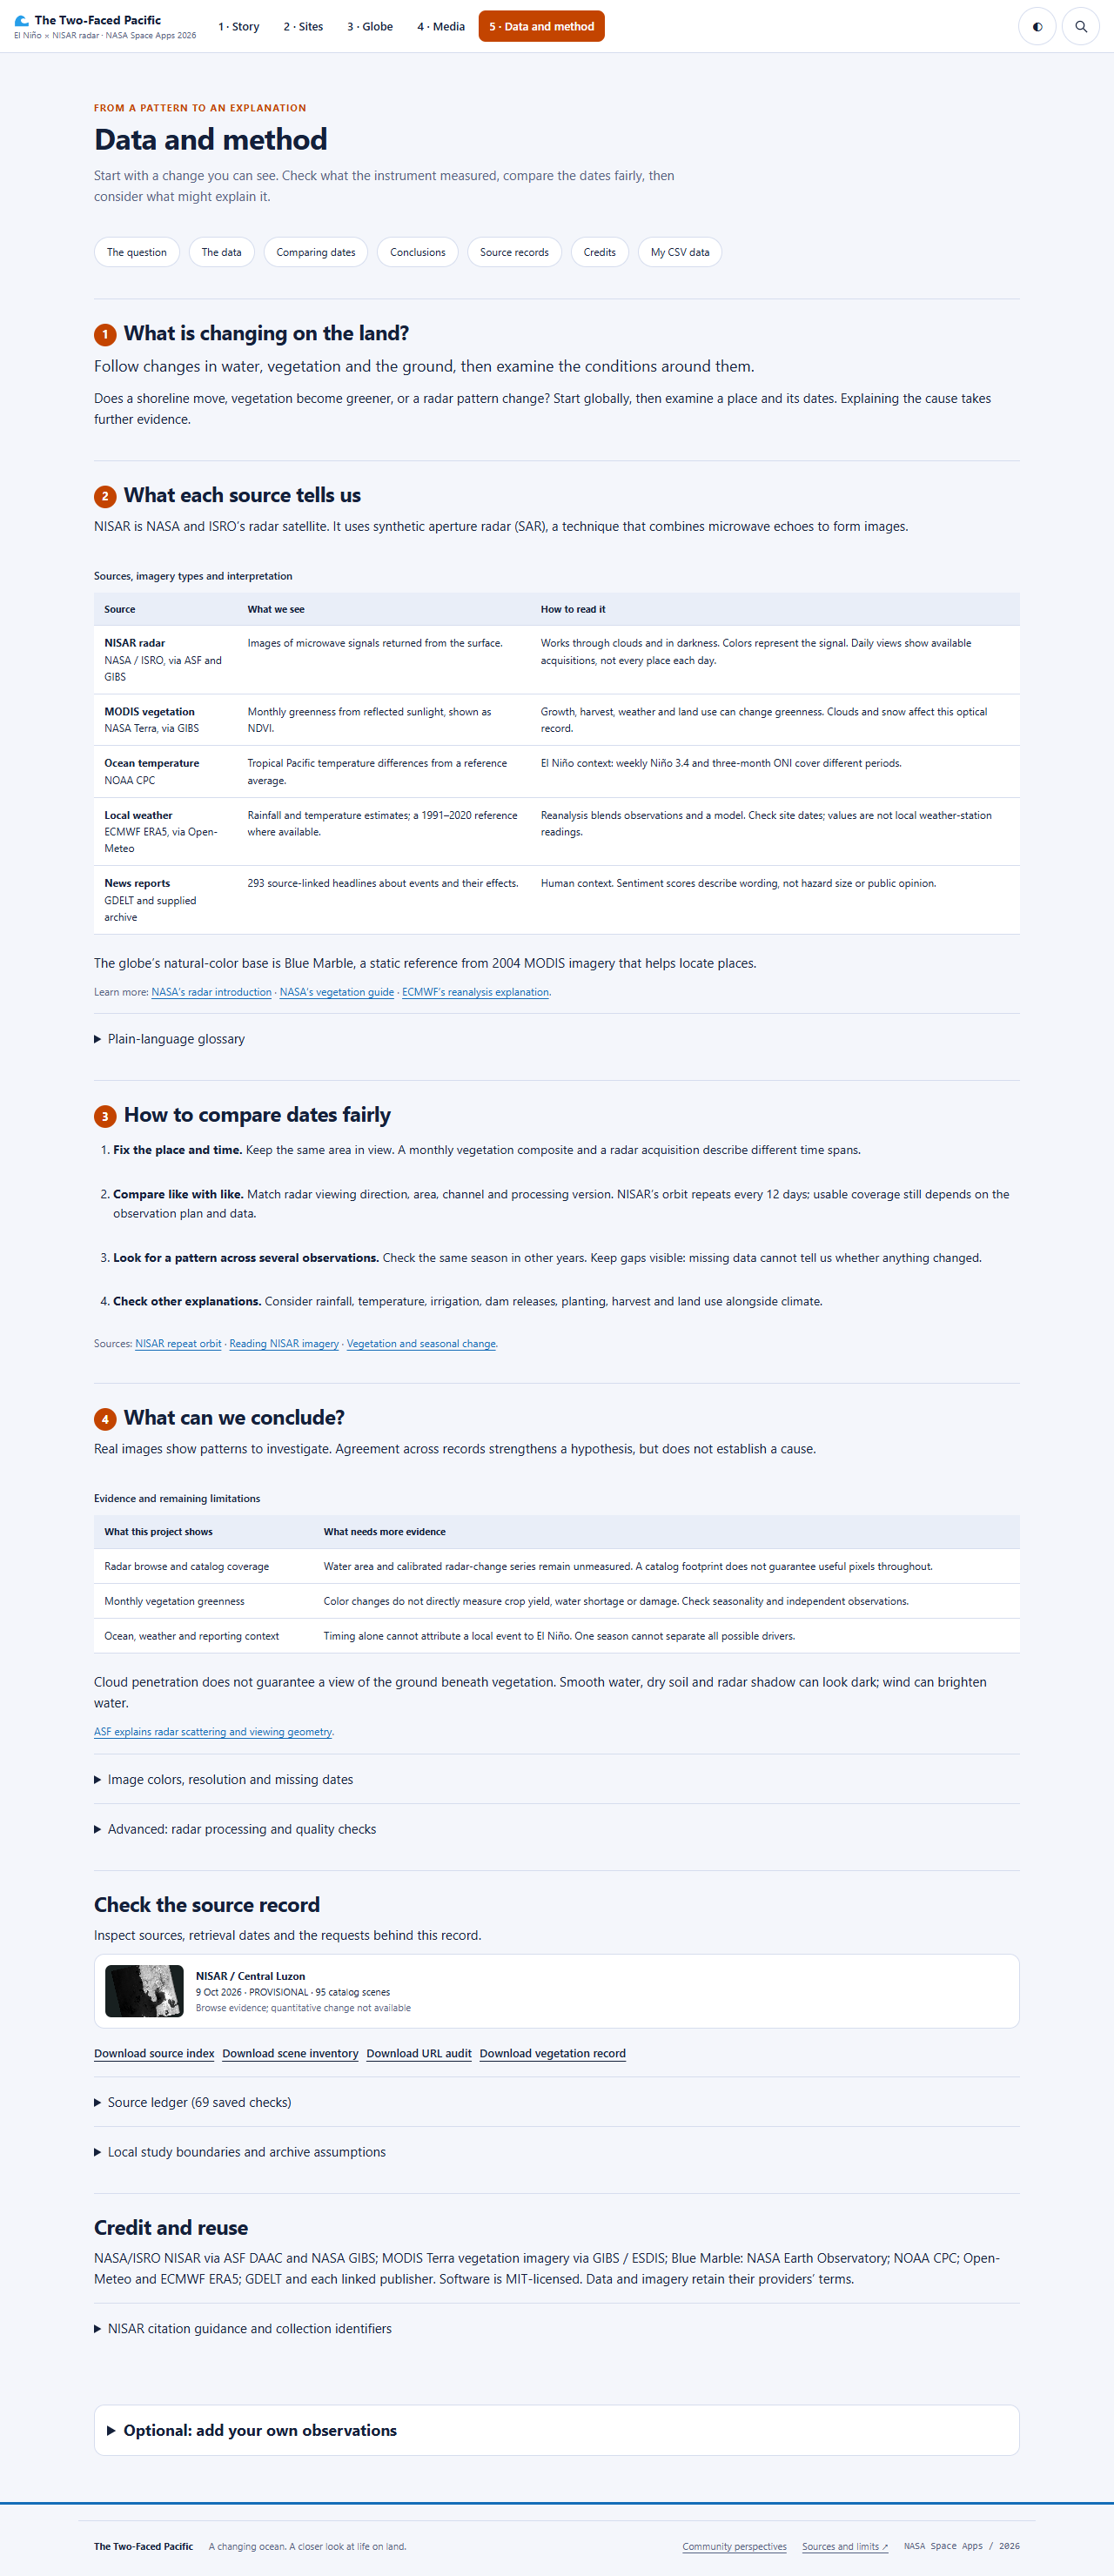 The Two-Faced Pacific
El Niño × NISAR radar · NASA Space Apps 2026
1 · Story
2 · Sites
3 · Globe
4 · Media
5 · Data and method
FROM A PATTERN TO AN EXPLANATION
Data and method
Start with a change you can see. Check what the instrument measured, compare the dates fairly, then
consider what might explain it.
The question
The data
Comparing dates
Conclusions
Source records
Credits
My CSV data
1 What is changing on the land?
Follow changes in water, vegetation and the ground, then examine the conditions around them.
Does a shoreline move, vegetation become greener, or a radar pattern change? Start globally, then examine a place and its dates. Explaining the cause takes
further evidence.
2 What each source tells us
NISAR is NASA and ISRO's radar satellite. It uses synthetic aperture radar (SAR), a technique that combines microwave echoes to form images.
Sources, imagery types and interpretation
Source
What we see
How to read it
NISAR radar
NASA / ISRO, via ASF and
GIBS
Images of microwave signals returned from the surface.
Works through clouds and in darkness. Colors represent the signal. Daily views show available
acquisitions, not every place each day.
MODIS vegetation
NASA Terra, via GIBS
Monthly greenness from reflected sunlight, shown as
NDVI.
Growth, harvest, weather and land use can change greenness. Clouds and snow affect this optical
record.
Ocean temperature
NOAA CPC
Tropical Pacific temperature differences from a reference
average.
El Niño context: weekly Niño 3.4 and three-month ONI cover different periods.
Local weather
ECMWF ERA5, via Open-
Meteo
Rainfall and temperature estimates; a 1991–2020 reference
where available.
Reanalysis blends observations and a model. Check site dates; values are not local weather-station
readings.
News reports
GDELT and supplied
archive
293 source-linked headlines about events and their effects.
Human context. Sentiment scores describe wording, not hazard size or public opinion.
The globe's natural-color base is Blue Marble, a static reference from 2004 MODIS imagery that helps locate places.
Learn more: NASA's radar introduction · NASA's vegetation guide · ECMWF's reanalysis explanation.
▶ Plain-language glossary
3 How to compare dates fairly
1. Fix the place and time. Keep the same area in view. A monthly vegetation composite and a radar acquisition describe different time spans.
2. Compare like with like. Match radar viewing direction, area, channel and processing version. NISAR's orbit repeats every 12 days; usable coverage still depends on the
observation plan and data.
3. Look for a pattern across several observations. Check the same season in other years. Keep gaps visible: missing data cannot tell us whether anything changed.
4. Check other explanations. Consider rainfall, temperature, irrigation, dam releases, planting, harvest and land use alongside climate.
Sources: NISAR repeat orbit · Reading NISAR imagery · Vegetation and seasonal change.
4 What can we conclude?
Real images show patterns to investigate. Agreement across records strengthens a hypothesis, but does not establish a cause.
Evidence and remaining limitations
What this project shows
What needs more evidence
Radar browse and catalog coverage
Water area and calibrated radar-change series remain unmeasured. A catalog footprint does not guarantee useful pixels throughout.
Monthly vegetation greenness
Color changes do not directly measure crop yield, water shortage or damage. Check seasonality and independent observations.
Ocean, weather and reporting context
Timing alone cannot attribute a local event to El Niño. One season cannot separate all possible drivers.
Cloud penetration does not guarantee a view of the ground beneath vegetation. Smooth water, dry soil and radar shadow can look dark; wind can brighten
water.
ASF explains radar scattering and viewing geometry.
▶ Image colors, resolution and missing dates
▶ Advanced: radar processing and quality checks
Check the source record
Inspect sources, retrieval dates and the requests behind this record.
NISAR / Central Luzon
9 Oct 2026 · PROVISIONAL · 95 catalog scenes
Browse evidence; quantitative change not available
Download source index Download scene inventory Download URL audit Download vegetation record
▶ Source ledger (69 saved checks)
▶ Local study boundaries and archive assumptions
Credit and reuse
NASA/ISRO NISAR via ASF DAAC and NASA GIBS; MODIS Terra vegetation imagery via GIBS / ESDIS; Blue Marble: NASA Earth Observatory; NOAA CPC; Open-
Meteo and ECMWF ERA5; GDELT and each linked publisher. Software is MIT-licensed. Data and imagery retain their providers' terms.
▶ NISAR citation guidance and collection identifiers
▶ Optional: add your own observations
The Two-Faced Pacific
A changing ocean. A closer look at life on land.
Community perspectives
Sources and limits ↗
NASA Space Apps / 2026